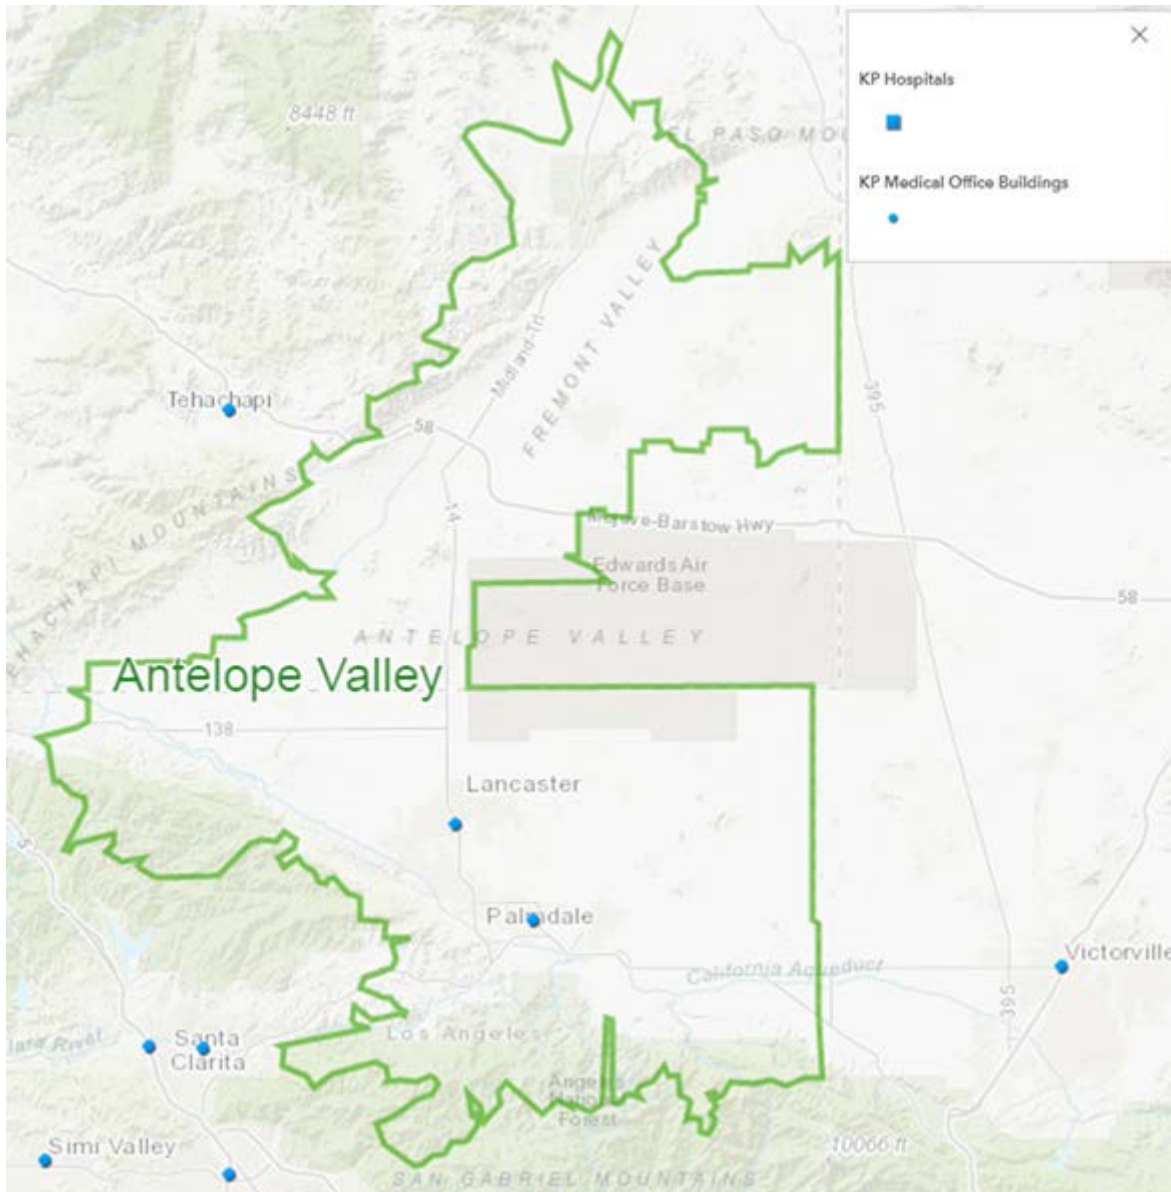 KP Hospitals
KP Medical Office Buildings
8448 ft
EL PASO MOU
FREMONT VALLEY
Midland-Trl
395
Tehachapi
58
TEHACHAPI MOUNTAINS
14
Mojave-Barstow Hwy
Edwards Air
Force Base
58
ANTELOPE VALLEY
Antelope Valley
138
Lancaster
5
Palmdale
Victorville
California Aqueduct
395
Los Angeles
Santa
Clarita
Angeles
National
Forest
Simi Valley
10066 ft
SAN GABRIEL MOUNTAINS